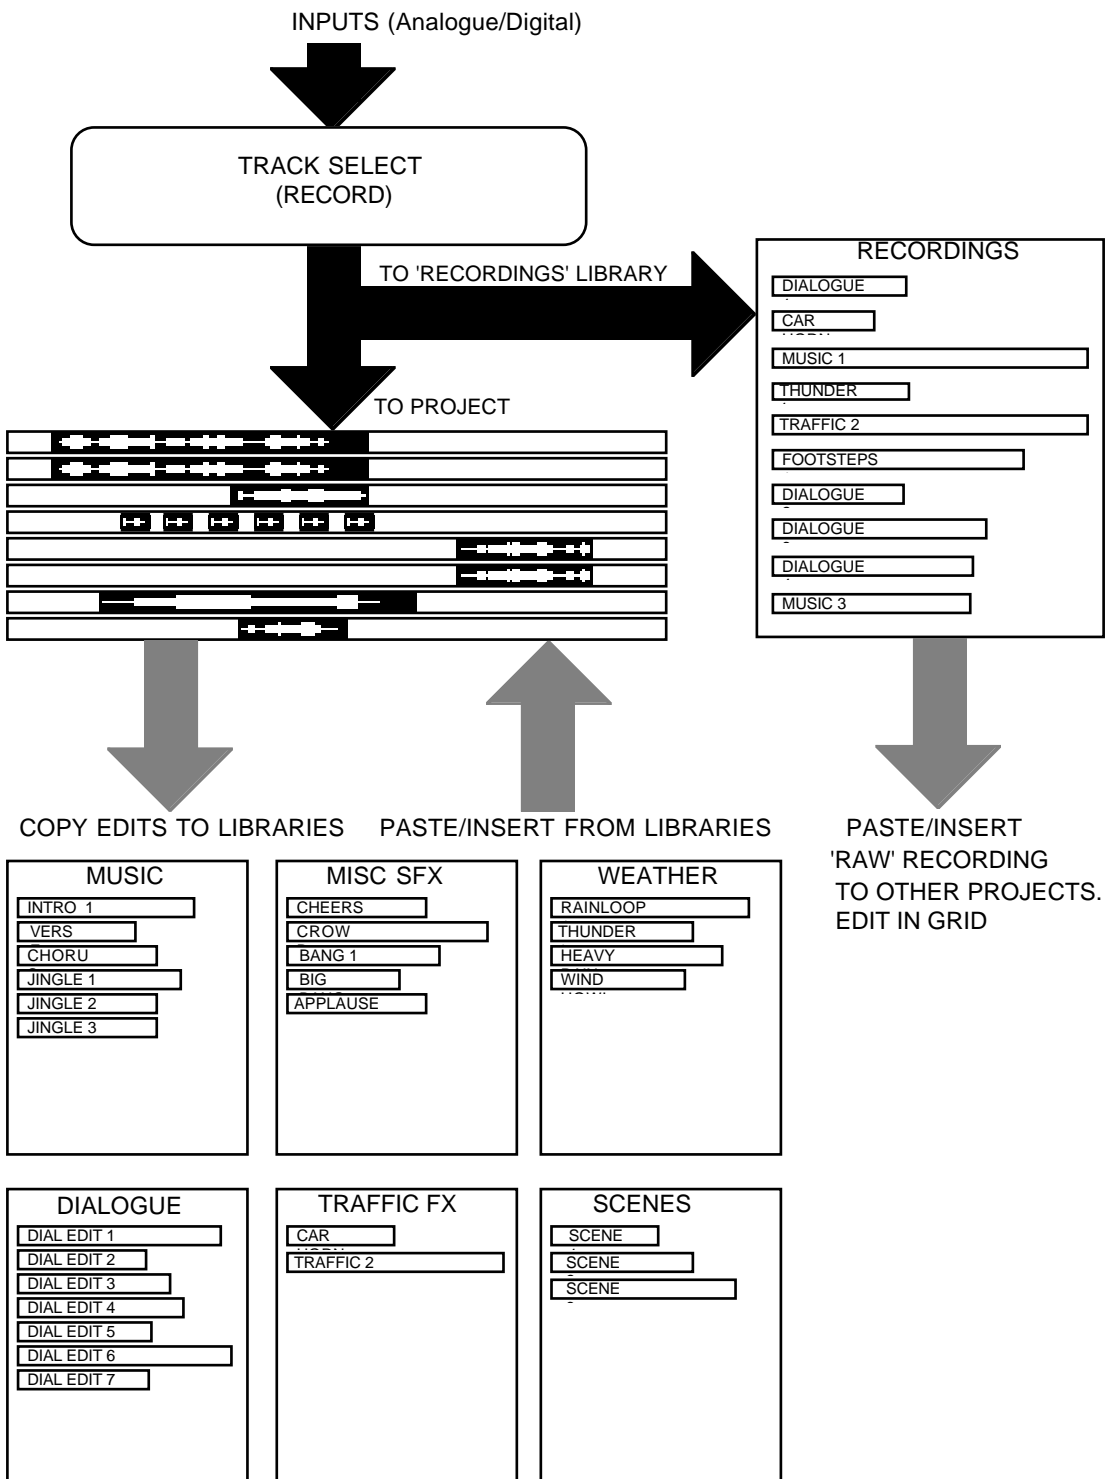 INPUTS (Analogue/Digital)
TRACK SELECT
(RECORD)
TO 'RECORDINGS' LIBRARY
TO PROJECT
RECORDINGS
DIALOGUE
CAR
MUSIC 1
THUNDER
TRAFFIC 2
FOOTSTEPS
DIALOGUE
DIALOGUE
DIALOGUE
MUSIC 3
COPY EDITS TO LIBRARIES
PASTE/INSERT FROM LIBRARIES
PASTE/INSERT
'RAW' RECORDING
TO OTHER PROJECTS.
EDIT IN GRID
MUSIC
INTRO 1
VERS
CHORU
JINGLE 1
JINGLE 2
JINGLE 3
MISC SFX
CHEERS
CROW
BANG 1
BIG
APPLAUSE
WEATHER
RAINLOOP
THUNDER
HEAVY
WIND
DIALOGUE
DIAL EDIT 1
DIAL EDIT 2
DIAL EDIT 3
DIAL EDIT 4
DIAL EDIT 5
DIAL EDIT 6
DIAL EDIT 7
TRAFFIC FX
CAR
TRAFFIC 2
SCENES
SCENE
SCENE
SCENE